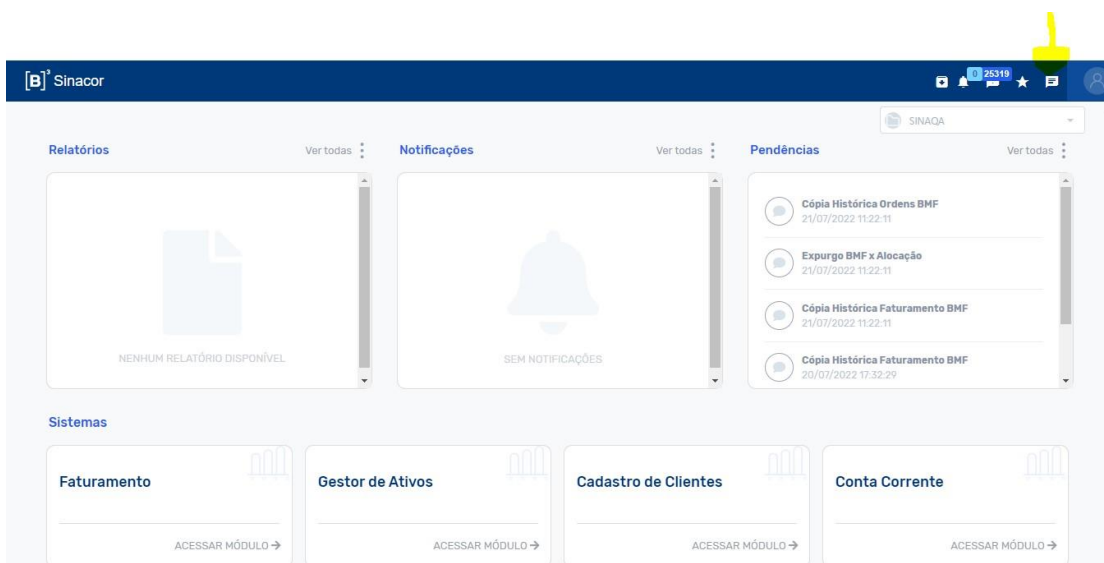 [B]³ Sinacor
0 25319
SINAQA
Relatórios Ver todas
Notificações Ver todas
Pendências Ver todas
Cópia Histórica Ordens BMF
21/07/2022 11:22:11
Expurgo BMF x Alocação
21/07/2022 11:22:11
Cópia Histórica Faturamento BMF
21/07/2022 11:22:11
Cópia Histórica Faturamento BMF
20/07/2022 17:32:29
NENHUM RELATÓRIO DISPONÍVEL
SEM NOTIFICAÇÕES
Sistemas
Faturamento
ACESSAR MÓDULO →
Gestor de Ativos
ACESSAR MÓDULO →
Cadastro de Clientes
ACESSAR MÓDULO →
Conta Corrente
ACESSAR MÓDULO →